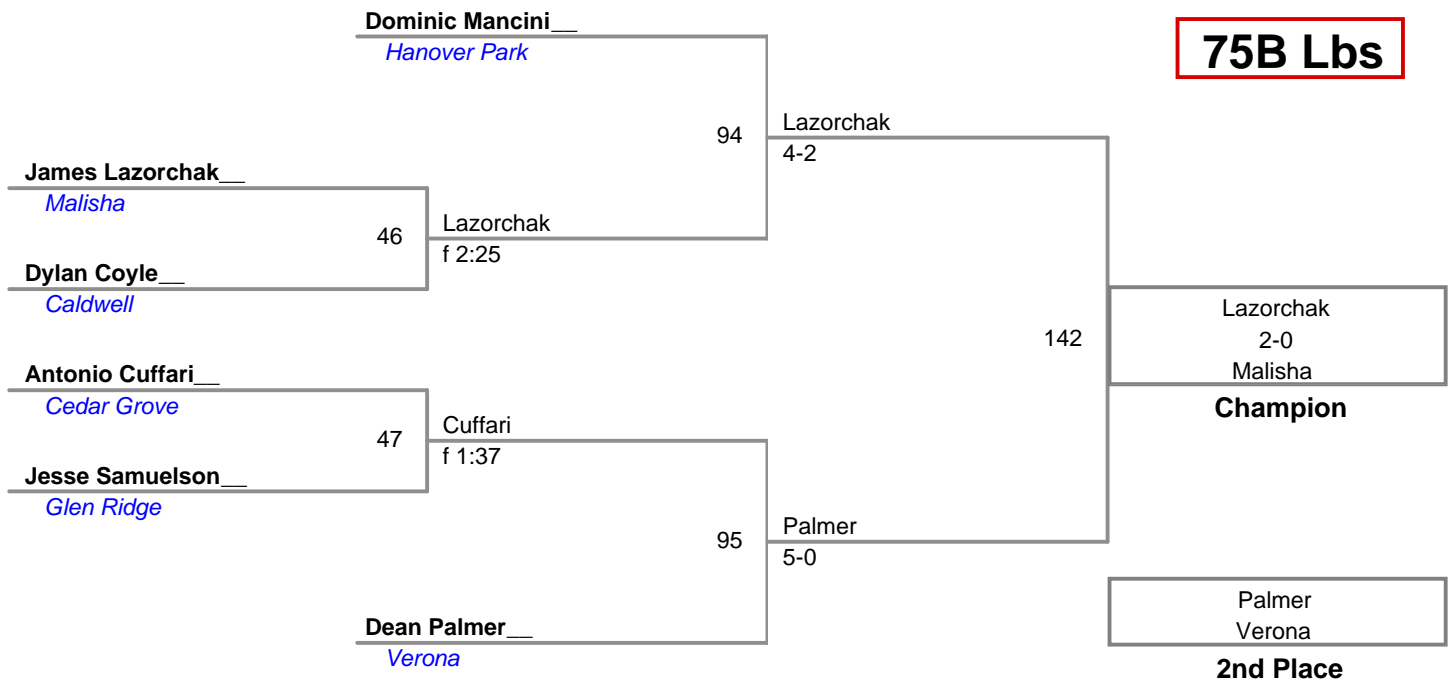 Dominic Mancini__
Hanover Park
75B Lbs
94
Lazorchak
4-2
James Lazorchak__
Malisha
46
Lazorchak
f 2:25
Dylan Coyle__
Caldwell
142
Lazorchak
2-0
Malisha
Champion
Antonio Cuffari__
Cedar Grove
47
Cuffari
f 1:37
Jesse Samuelson__
Glen Ridge
95
Palmer
5-0
Dean Palmer__
Verona
Palmer
Verona
2nd Place